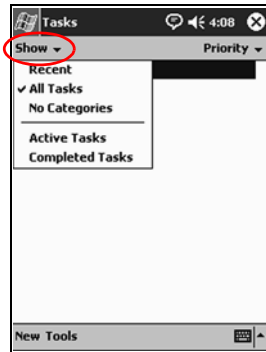 Tasks 4:08
Show Priority
Recent
All Tasks
No Categories
Active Tasks
Completed Tasks
New Tools